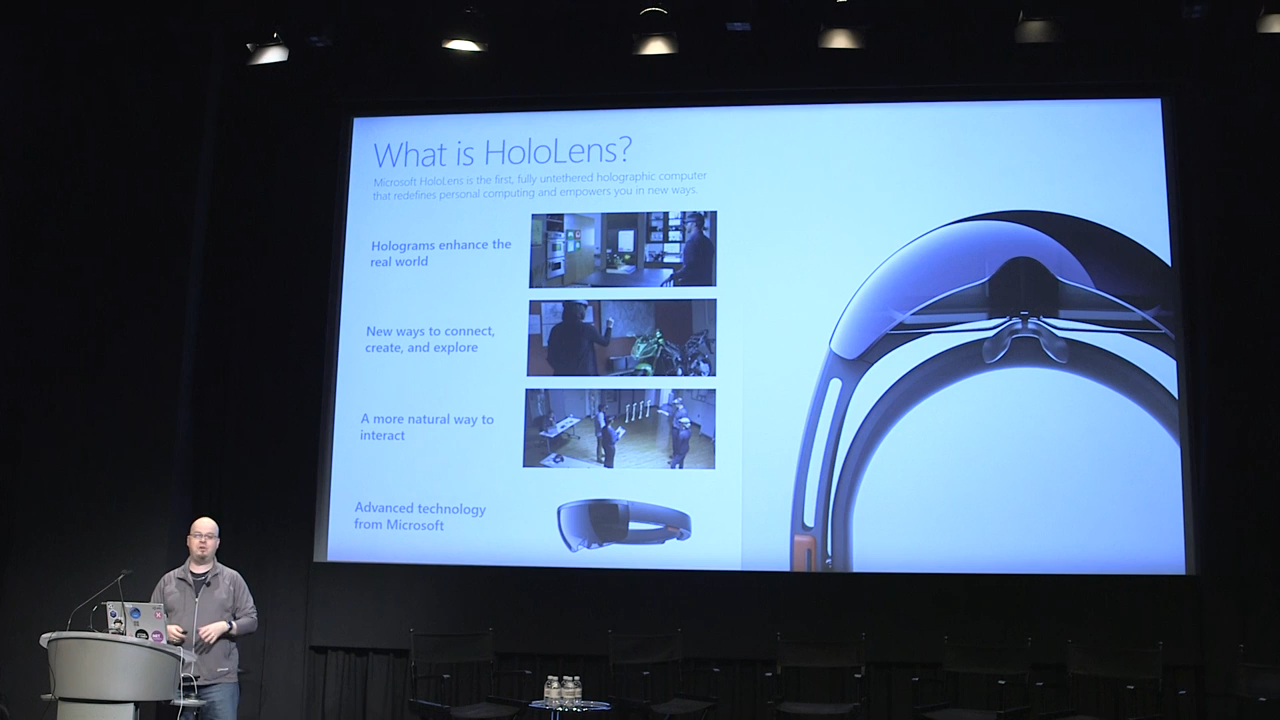 What is HoloLens?
Microsoft HoloLens is the first, fully untethered holographic computer
that redefines personal computing and empowers you in new ways.
Holograms enhance the
real world
New ways to connect,
create, and explore
A more natural way to
interact
Advanced technology
from Microsoft